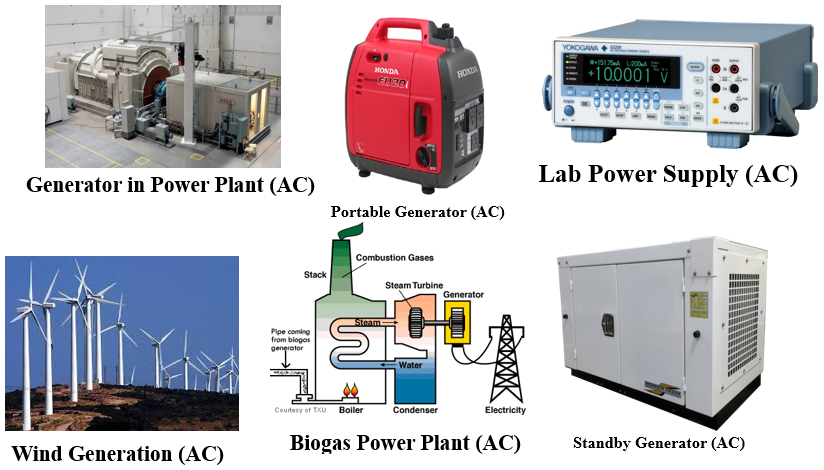 HONDA
HONDA
EU20i
YOKOGAWA
+10.0001 V
Generator in Power Plant (AC)
Portable Generator (AC)
Lab Power Supply (AC)
Wind Generation (AC)
Combustion Gases
Stack
Steam Turbine
Generator
Pipe coming
from biogas
generator
Steam
Water
Courtesy of TXU
Boiler
Condenser
Electricity
Biogas Power Plant (AC)
Standby Generator (AC)